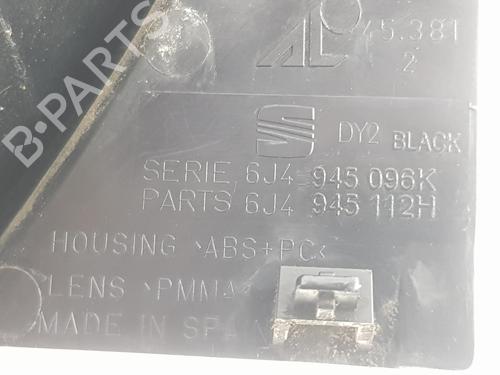 AL 45.381
2
DY2 BLACK
SERIE 6J4 945 096K
PARTS 6J4 945 112H
HOUSING >ABS+PC<
LENS >PMMA
MADE IN SPAIN
B-PARTS